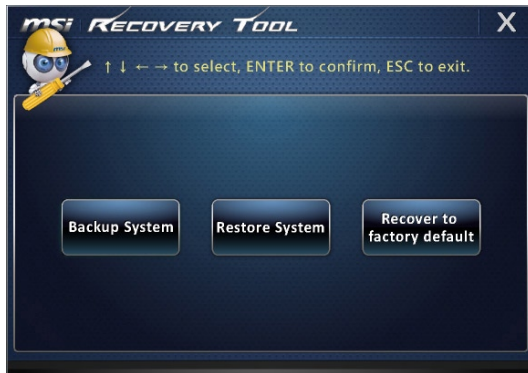 msi RECOVERY TOOL X
↑ ↓ ← → to select, ENTER to confirm, ESC to exit.
Backup System
Restore System
Recover to
factory default